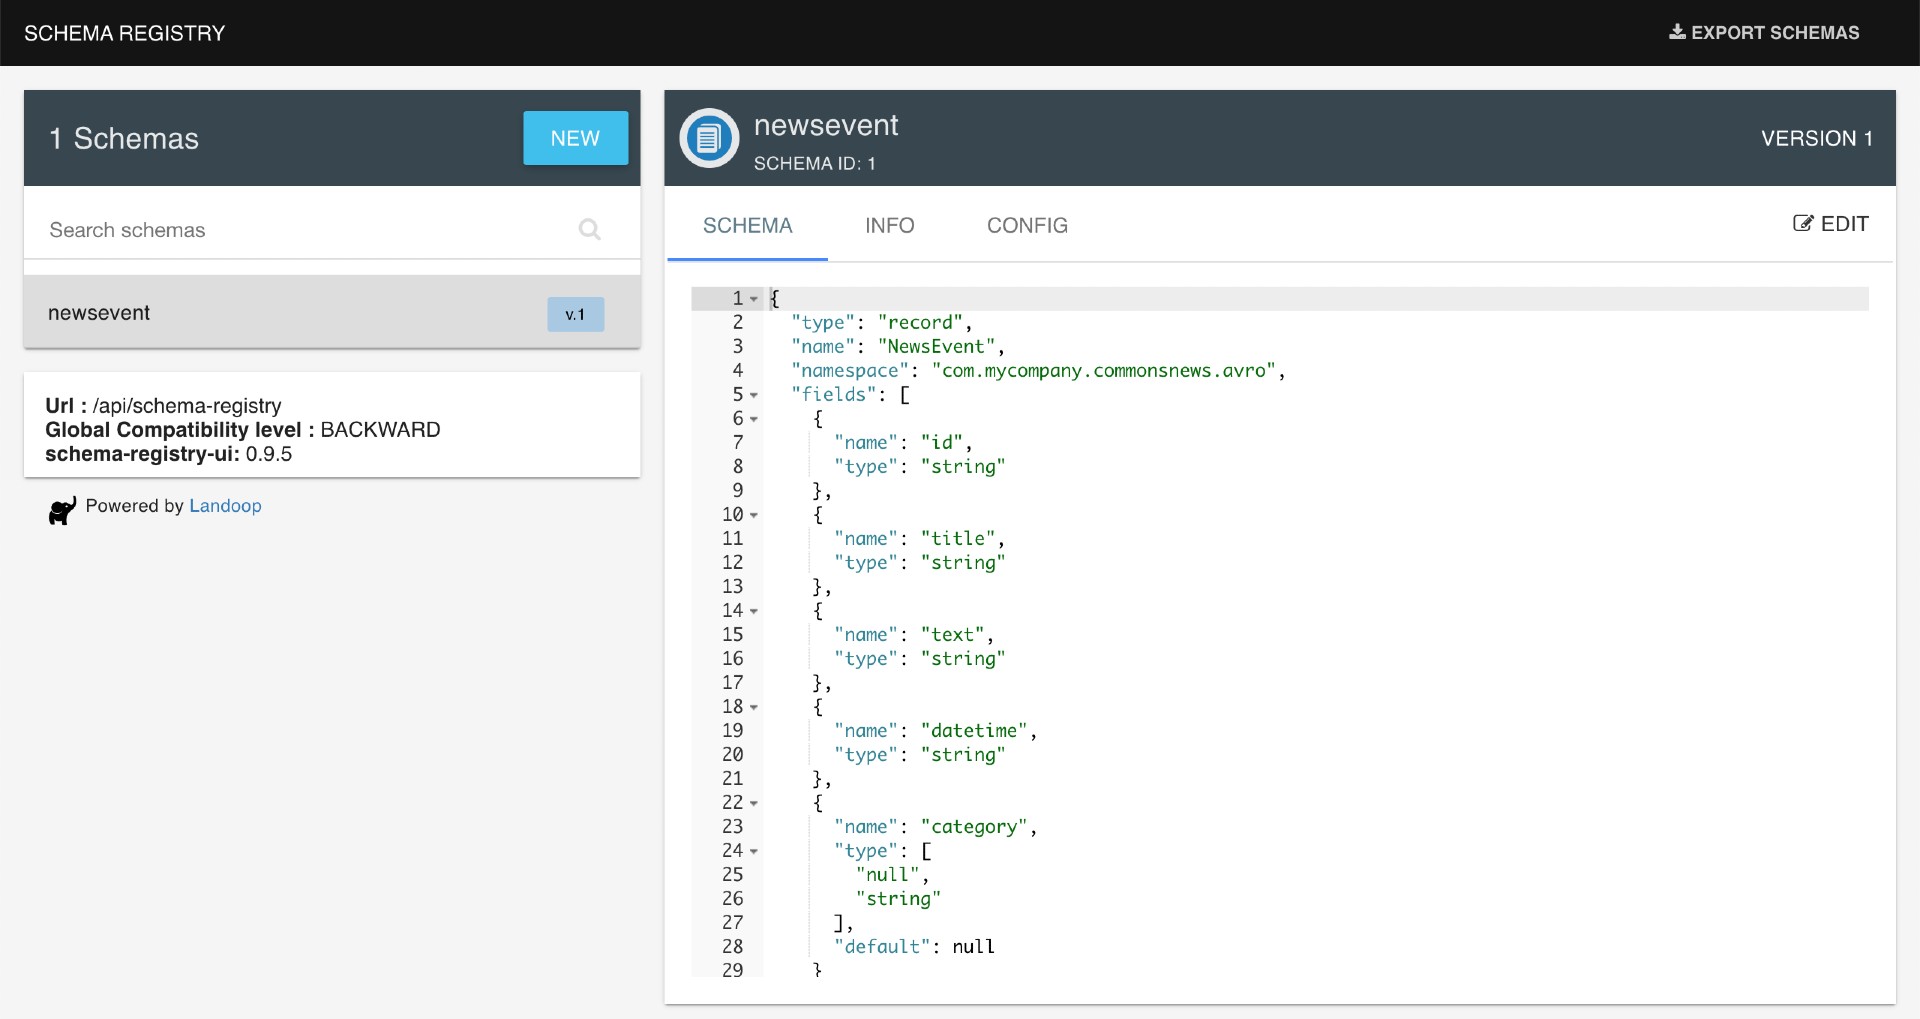 SCHEMA REGISTRY
EXPORT SCHEMAS
1 Schemas
NEW
Search schemas
newsevent
v.1
Url : /api/schema-registry
Global Compatibility level : BACKWARD
schema-registry-ui: 0.9.5
Powered by Landoop
newsevent
SCHEMA ID: 1
VERSION 1
SCHEMA
INFO
CONFIG
EDIT
1 {
2 "type": "record",
3 "name": "NewsEvent",
4 "namespace": "com.mycompany.commonsnews.avro",
5 "fields": [
6 {
7 "name": "id",
8 "type": "string"
9 },
10 {
11 "name": "title",
12 "type": "string"
13 },
14 {
15 "name": "text",
16 "type": "string"
17 },
18 {
19 "name": "datetime",
20 "type": "string"
21 },
22 {
23 "name": "category",
24 "type": [
25 "null",
26 "string"
27 ],
28 "default": null
29 }